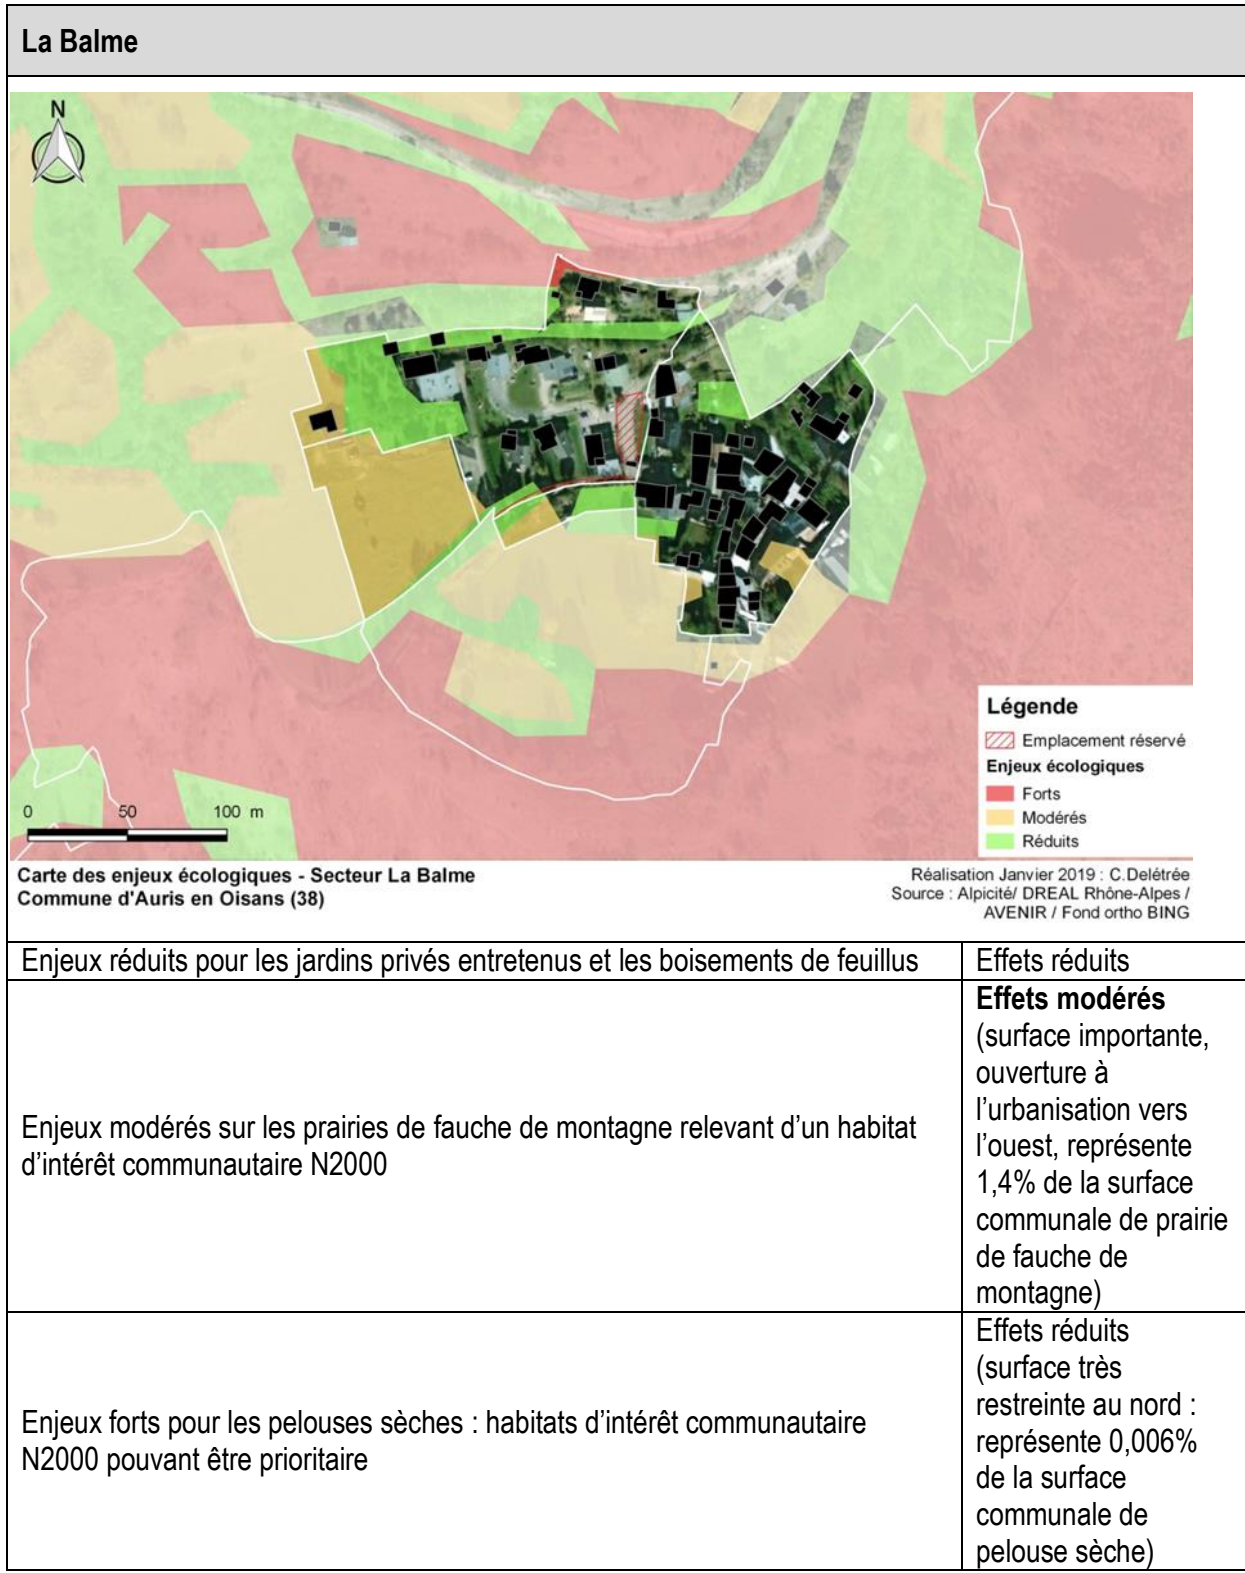 La Balme
N
Légende
Emplacement réservé
Enjeux écologiques
Forts
Modérés
Réduits
0 50 100 m
Carte des enjeux écologiques - Secteur La Balme
Commune d'Auris en Oisans (38)
Réalisation Janvier 2019 : C.Delétrée
Source : Alpicité/ DREAL Rhône-Alpes /
AVENIR / Fond ortho BING
Enjeux réduits pour les jardins privés entretenus et les boisements de feuillus
Effets réduits
Enjeux modérés sur les prairies de fauche de montagne relevant d’un habitat
d’intérêt communautaire N2000
Effets modérés
(surface importante,
ouverture à
l’urbanisation vers
l’ouest, représente
1,4% de la surface
communale de prairie
de fauche de
montagne)
Enjeux forts pour les pelouses sèches : habitats d’intérêt communautaire
N2000 pouvant être prioritaire
Effets réduits
(surface très
restreinte au nord :
représente 0,006%
de la surface
communale de
pelouse sèche)